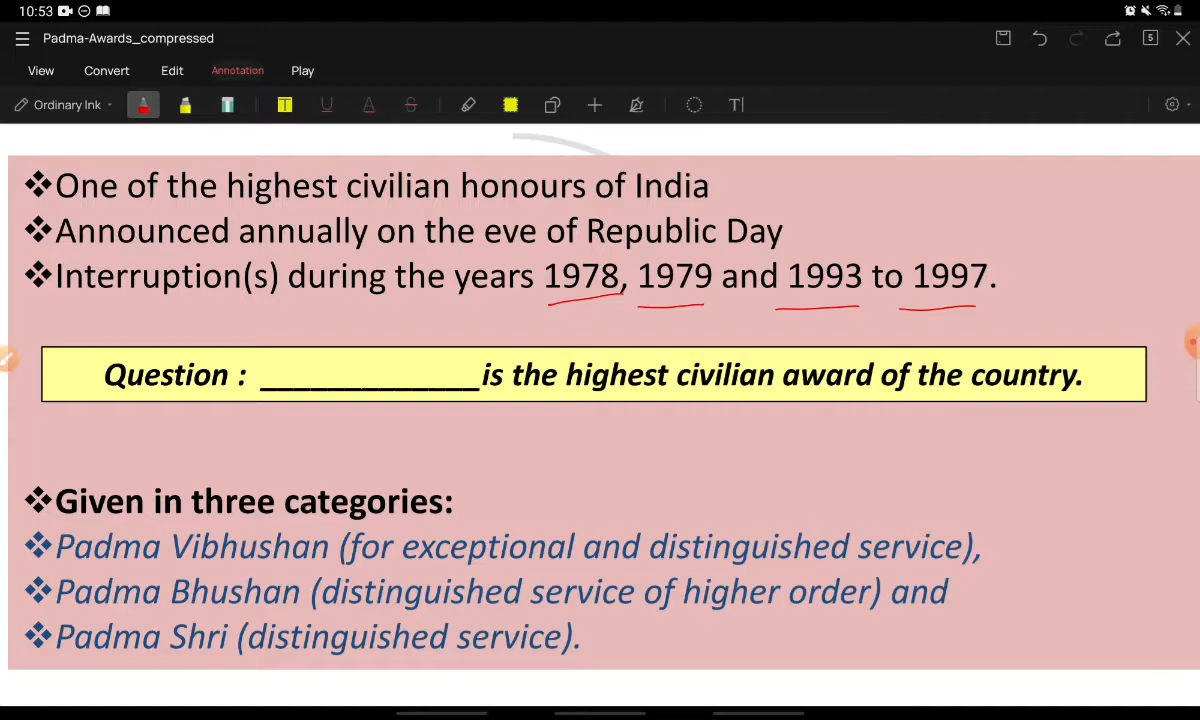 10:53
Padma-Awards_compressed
5
View Convert Edit Annotation Play
Ordinary Ink T U A S T
❖One of the highest civilian honours of India
❖Announced annually on the eve of Republic Day
❖Interruption(s) during the years 1978, 1979 and 1993 to 1997.
Question : _____________is the highest civilian award of the country.
❖Given in three categories:
❖Padma Vibhushan (for exceptional and distinguished service),
❖Padma Bhushan (distinguished service of higher order) and
❖Padma Shri (distinguished service).